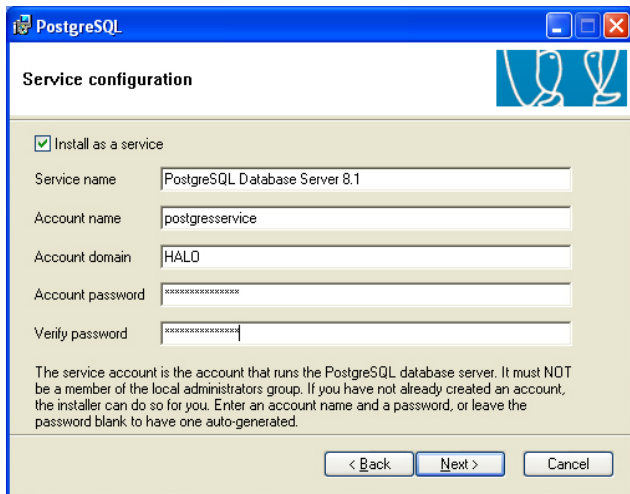 PostgreSQL
Service configuration
Install as a service
Service name PostgreSQL Database Server 8.1
Account name postgresservice
Account domain HALO
Account password ***************
Verify password ***************
The service account is the account that runs the PostgreSQL database server. It must NOT
be a member of the local administrators group. If you have not already created an account,
the installer can do so for you. Enter an account name and a password, or leave the
password blank to have one auto-generated.
< Back Next > Cancel